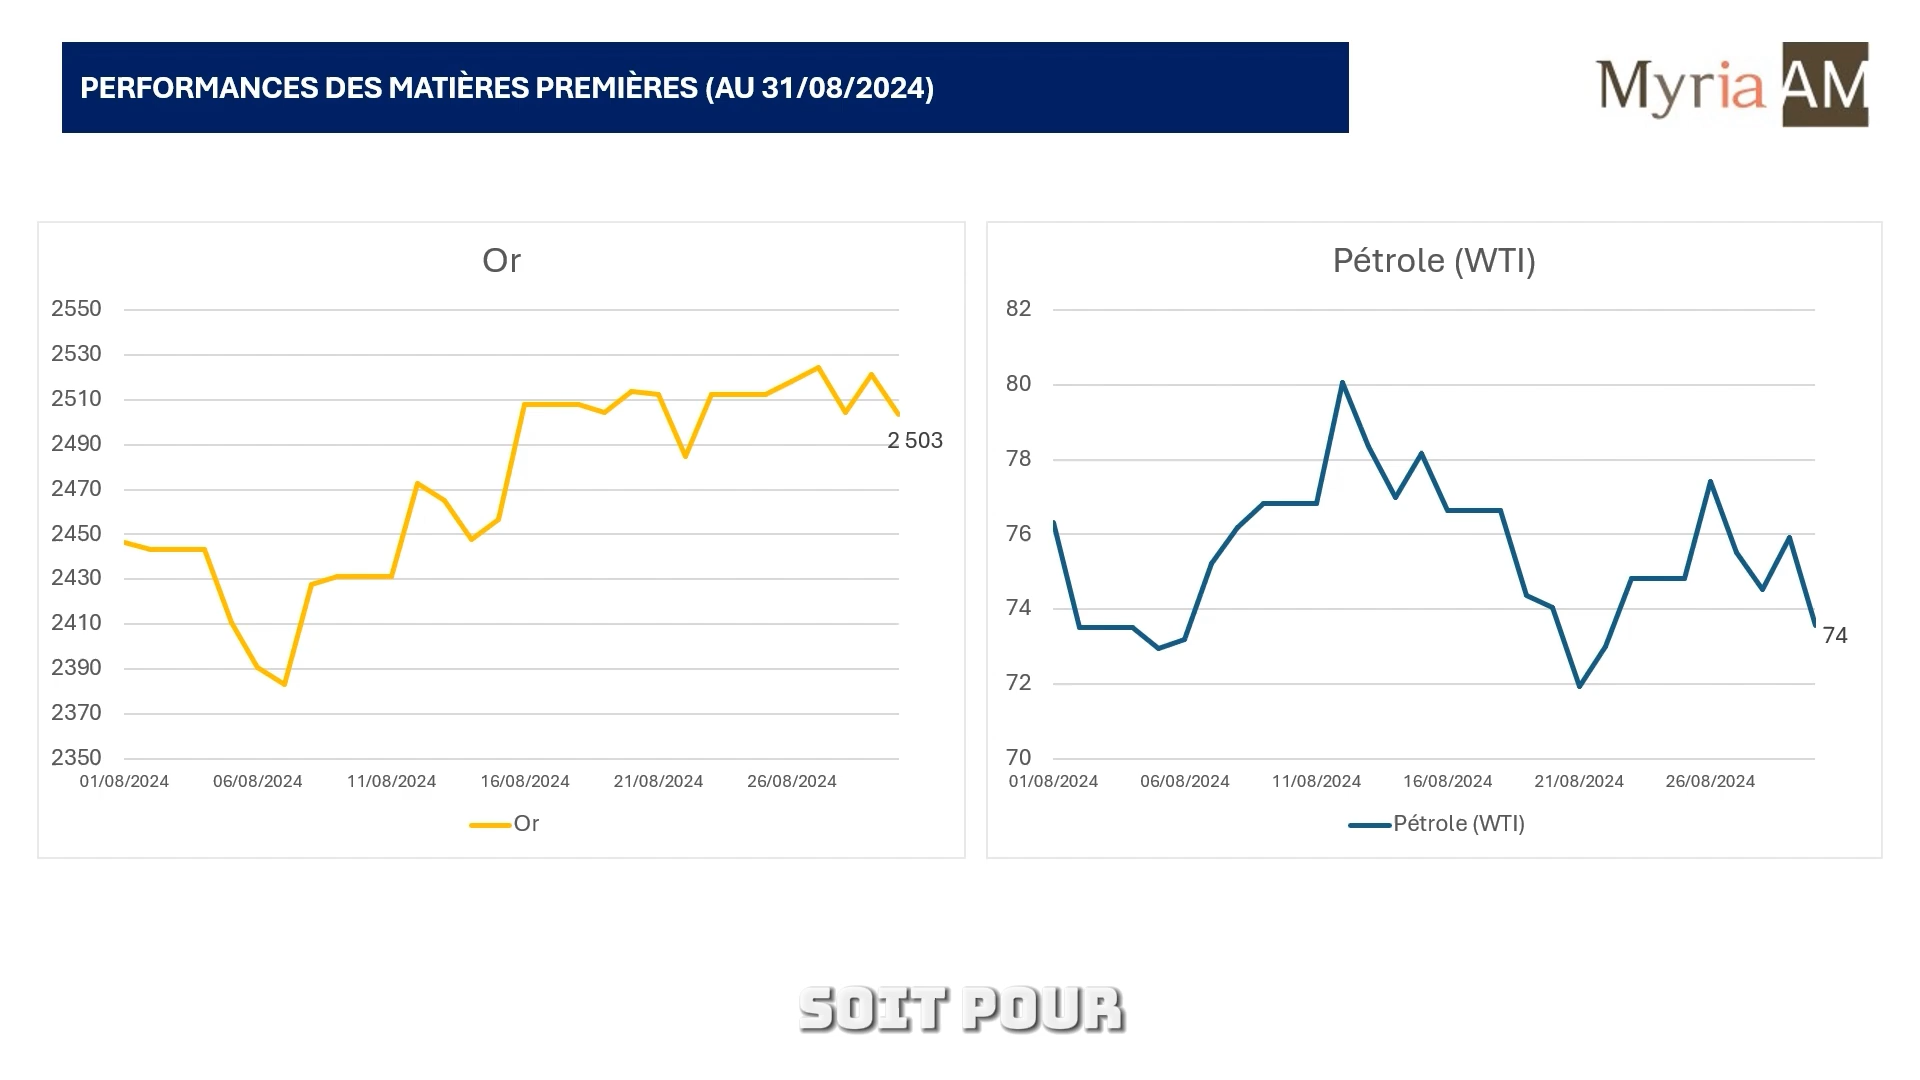 PERFORMANCES DES MATIÈRES PREMIÈRES (AU 31/08/2024)
Myria AM
Or
2550
2530
2510
2490
2470
2450
2430
2410
2390
2370
2350
2 503
01/08/2024 06/08/2024 11/08/2024 16/08/2024 21/08/2024 26/08/2024
Or
Pétrole (WTI)
82
80
78
76
74
72
70
74
01/08/2024 06/08/2024 11/08/2024 16/08/2024 21/08/2024 26/08/2024
Pétrole (WTI)
SOIT POUR